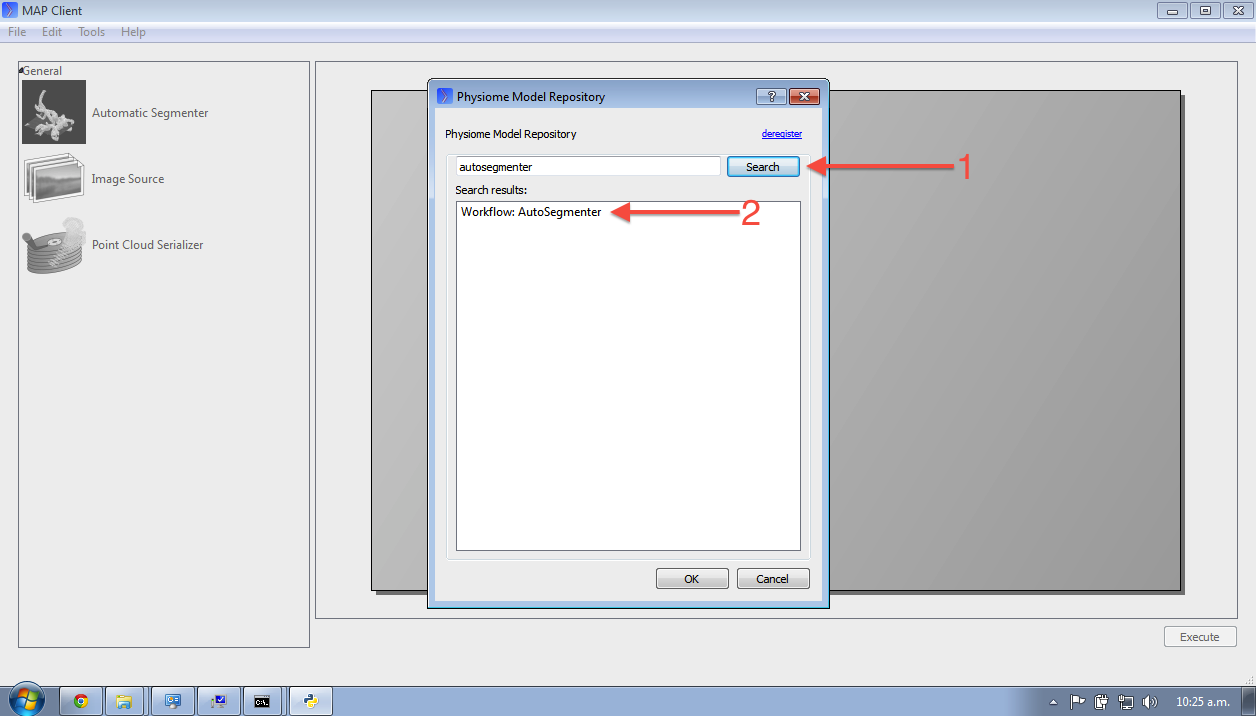 MAP Client
File Edit Tools Help
General
Automatic Segmenter
Image Source
Point Cloud Serializer
Physiome Model Repository
?
Physiome Model Repository
deregister
autosegmenter
Search
1
Search results:
Workflow: AutoSegmenter
2
OK
Cancel
Execute
C:\.
10:25 a.m.